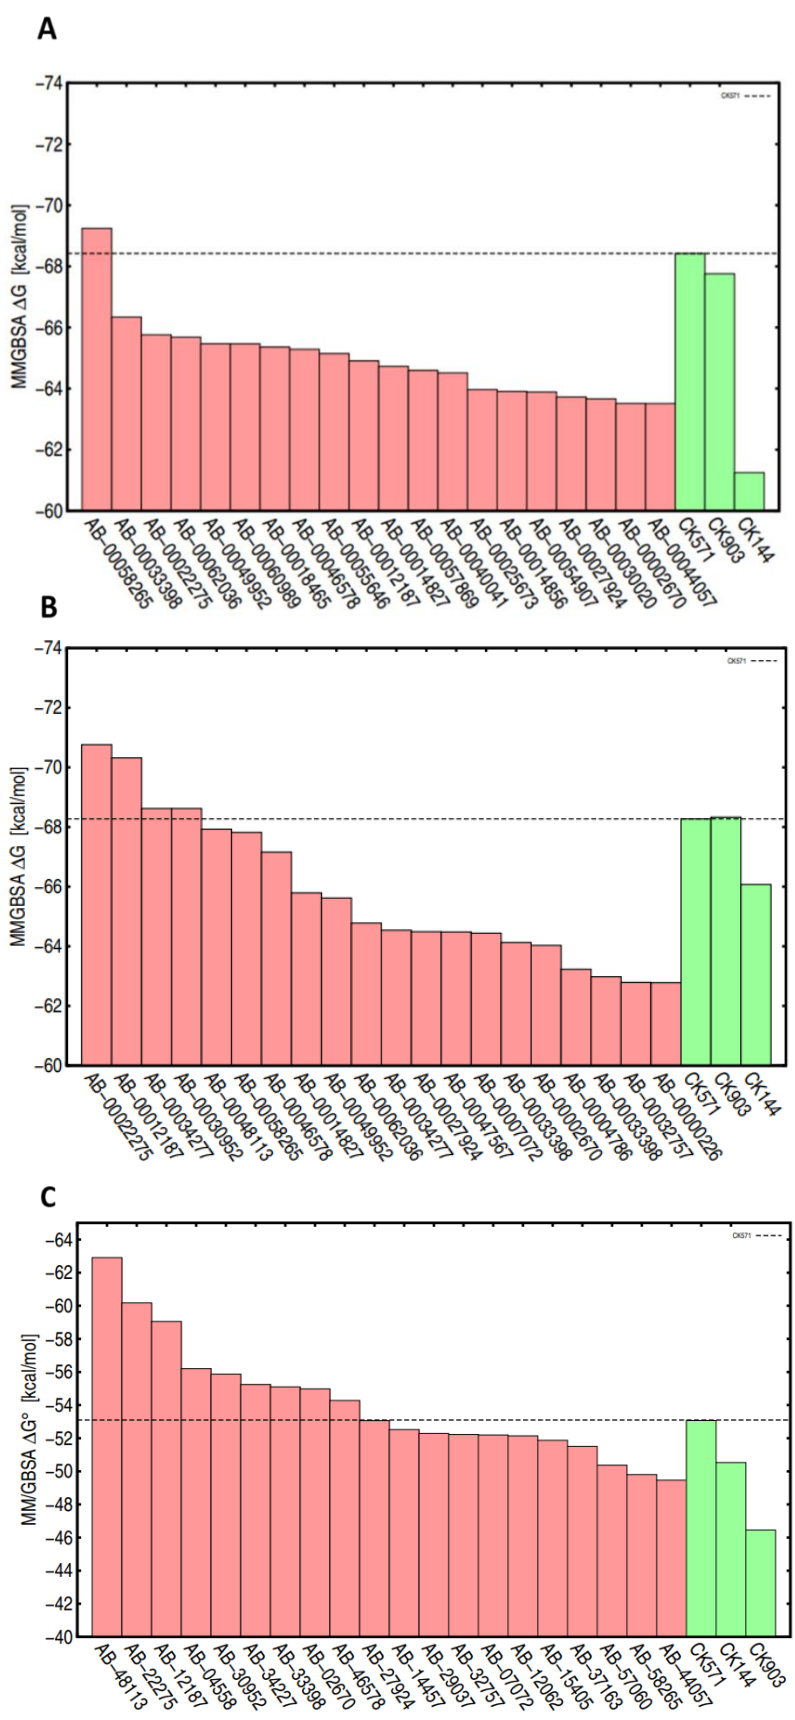 A
−74
−72
−70
−68
−66
−64
−62
−60
MMGBSA ΔG [kcal/mol]
CK571
AB−00058265
AB−00033398
AB−00022275
AB−00062036
AB−00049952
AB−00060989
AB−00018465
AB−00046578
AB−00055646
AB−00012187
AB−00014827
AB−00057869
AB−00040041
AB−00025673
AB−00014856
AB−00054907
AB−00027924
AB−00030020
AB−00002670
AB−00044057
CK571
CK903
CK144
B
−74
−72
−70
−68
−66
−64
−62
−60
MMGBSA ΔG [kcal/mol]
CK571
AB−00022275
AB−00012187
AB−00034277
AB−00030952
AB−00048113
AB−00058265
AB−00046578
AB−00014827
AB−00049952
AB−00062036
AB−00034277
AB−00027924
AB−00047567
AB−00007072
AB−00033398
AB−00002670
AB−00004786
AB−00033398
AB−00032757
AB−00000226
CK571
CK903
CK144
C
−64
−62
−60
−58
−56
−54
−52
−50
−48
−46
−44
−42
−40
MM/GBSA ΔG° [kcal/mol]
CK571
AB−48113
AB−22275
AB−12187
AB−04558
AB−30952
AB−34227
AB−33398
AB−02670
AB−46578
AB−27924
AB−14457
AB−29037
AB−32757
AB−07072
AB−12062
AB−15405
AB−37163
AB−57060
AB−58265
AB−44057
CK571
CK144
CK903